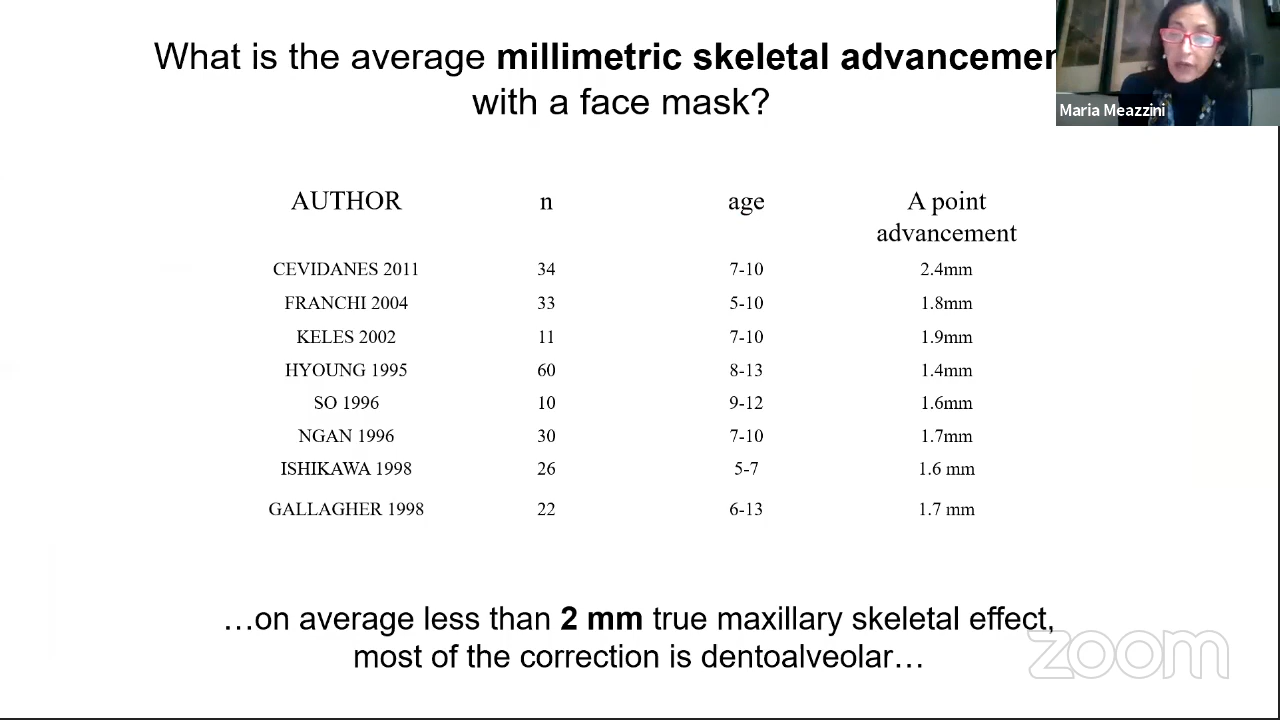 What is the average millimetric skeletal advancemen
with a face mask?
Maria Meazzini
AUTHOR n age A point
advancement
CEVIDANES 2011 34 7-10 2.4mm
FRANCHI 2004 33 5-10 1.8mm
KELES 2002 11 7-10 1.9mm
HYOUNG 1995 60 8-13 1.4mm
SO 1996 10 9-12 1.6mm
NGAN 1996 30 7-10 1.7mm
ISHIKAWA 1998 26 5-7 1.6 mm
GALLAGHER 1998 22 6-13 1.7 mm
…on average less than 2 mm true maxillary skeletal effect,
most of the correction is dentoalveolar…
zoom